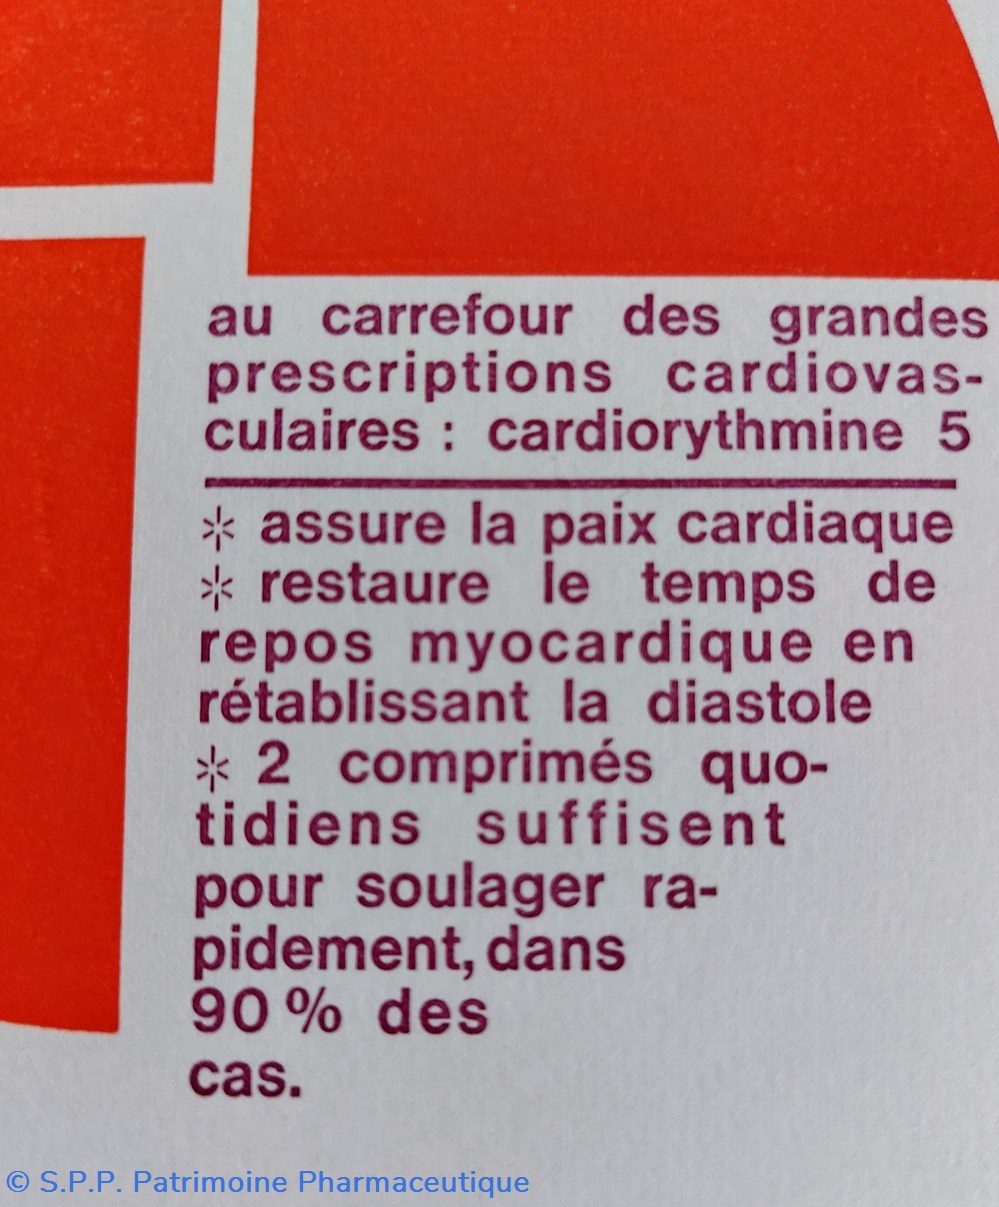 au carrefour des grandes
prescriptions cardiovas-
culaires : cardiorythmine 5
* assure la paix cardiaque
* restaure le temps de
repos myocardique en
rétablissant la diastole
* 2 comprimés quo-
tidiens suffisent
pour soulager ra-
pidement, dans
90 % des
cas.
© S.P.P. Patrimoine Pharmaceutique